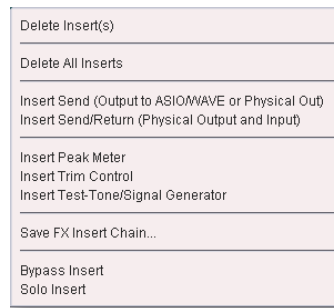 Delete Insert(s)
Delete All Inserts
Insert Send (Output to ASIO/WAVE or Physical Out)
Insert Send/Return (Physical Output and Input)
Insert Peak Meter
Insert Trim Control
Insert Test-Tone/Signal Generator
Save FX Insert Chain...
Bypass Insert
Solo Insert